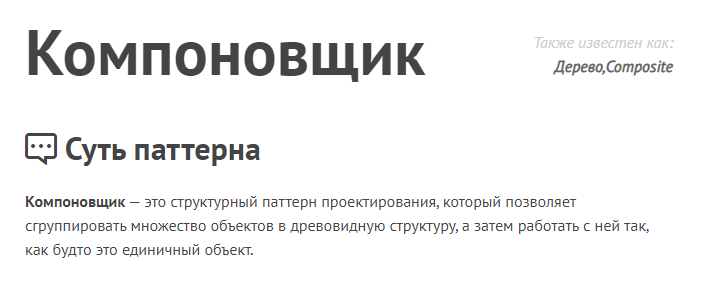 Компоновщик
Также известен как:
Дерево,Composite
Суть паттерна
Компоновщик — это структурный паттерн проектирования, который позволяет
сгруппировать множество объектов в древовидную структуру, а затем работать с ней так,
как будто это единичный объект.